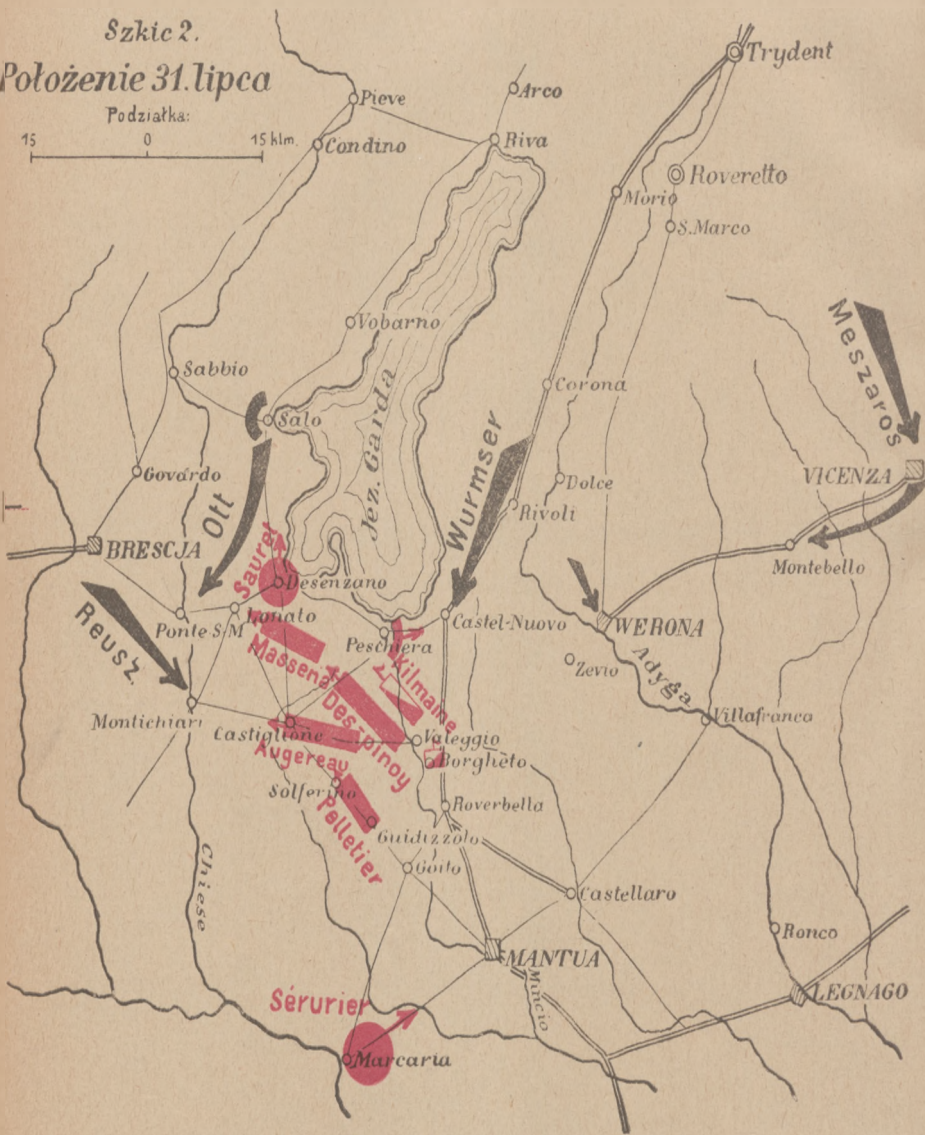 Szkic 2.
Położenie 31. lipca
Podziałka:
15 0 15 klm.
Trydent
Pieve
Arco
Condino
Riva
Roveretto
Morio
S. Marco
Meszaros
Vobarno
Sabbio
Corona
Jez. Garda
Salo
Wurmser
Govardo
Ott
Dolce
VICENZA
Rivoli
BRESCJA
Sauret
Desenzano
Montebello
Reusz.
Lonato
Ponte S-M
Castel-Nuovo
WERONA
Massena
Peschiera
Kilmaine
Zevio
Adyga
Montichiari
Castiglione
Despinoy
Valeggio
Villafranca
Augereau
Borghèto
Solferino
Pelletier
Roverbella
Guidizzolo
Chiese
Goito
Castellaro
Ronco
MANTUA
Mincio
LEGNAGO
Sérurier
Marcaria